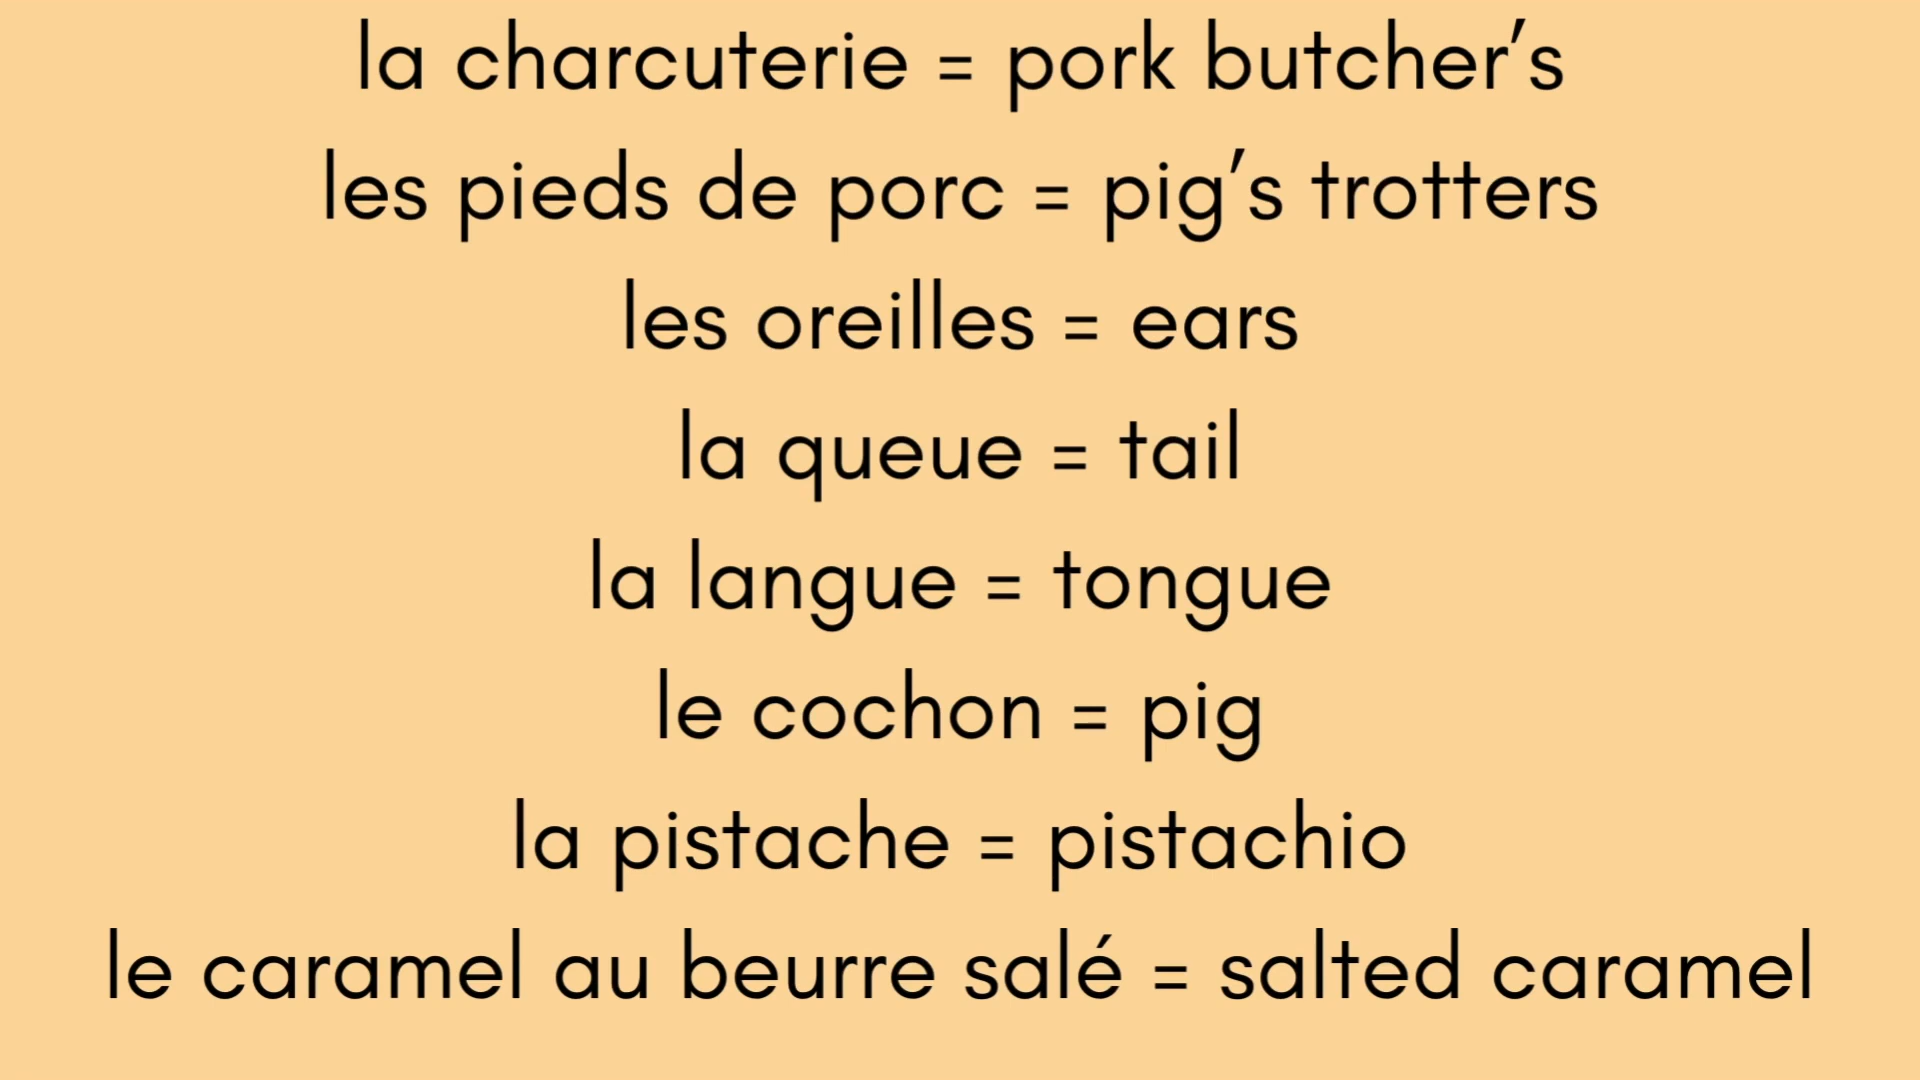 la charcuterie = pork butcher’s
les pieds de porc = pig’s trotters
les oreilles = ears
la queue = tail
la langue = tongue
le cochon = pig
la pistache = pistachio
le caramel au beurre salé = salted caramel